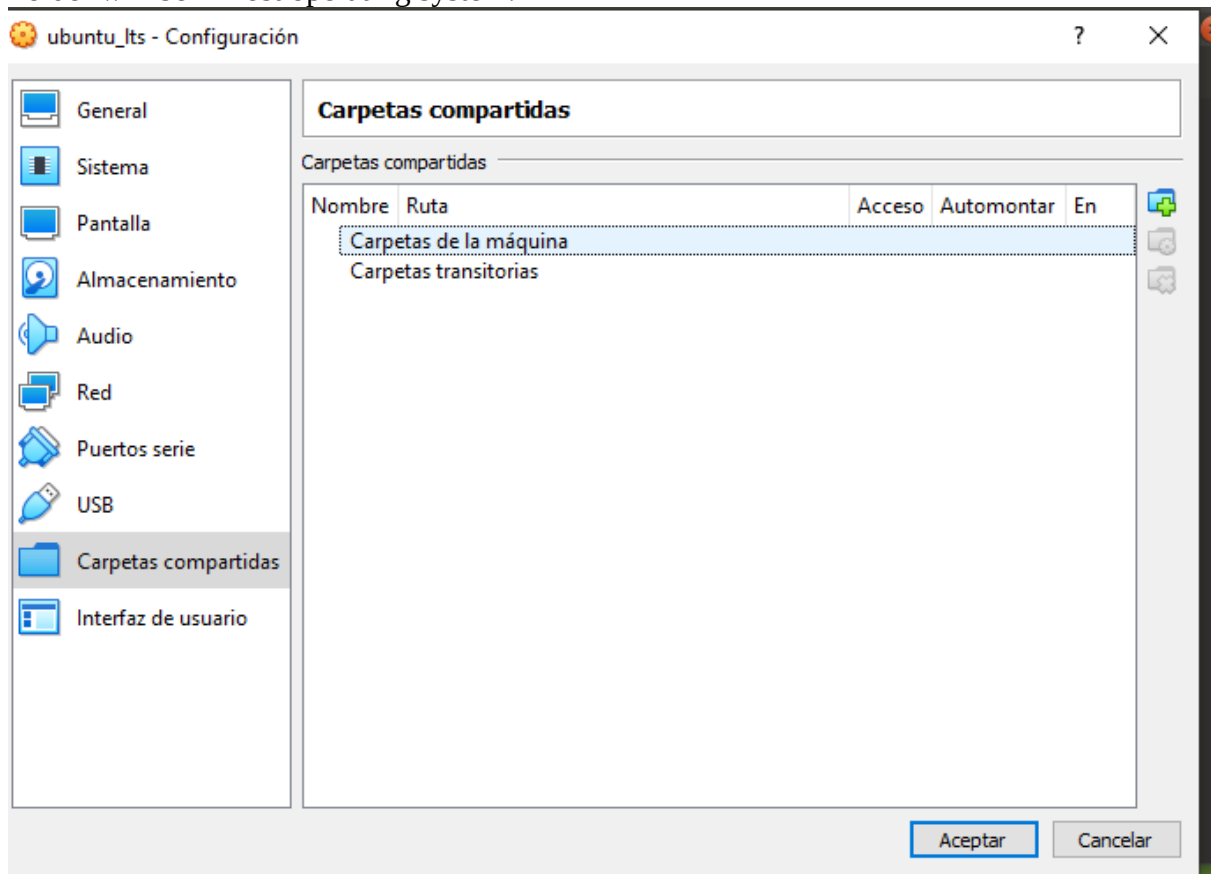 ubuntu_lts - Configuración ? ×
General
Sistema
Pantalla
Almacenamiento
Audio
Red
Puertos serie
USB
Carpetas compartidas
Interfaz de usuario
Carpetas compartidas
Carpetas compartidas
Nombre Ruta Acceso Automontar En
Carpetas de la máquina
Carpetas transitorias
Aceptar Cancelar